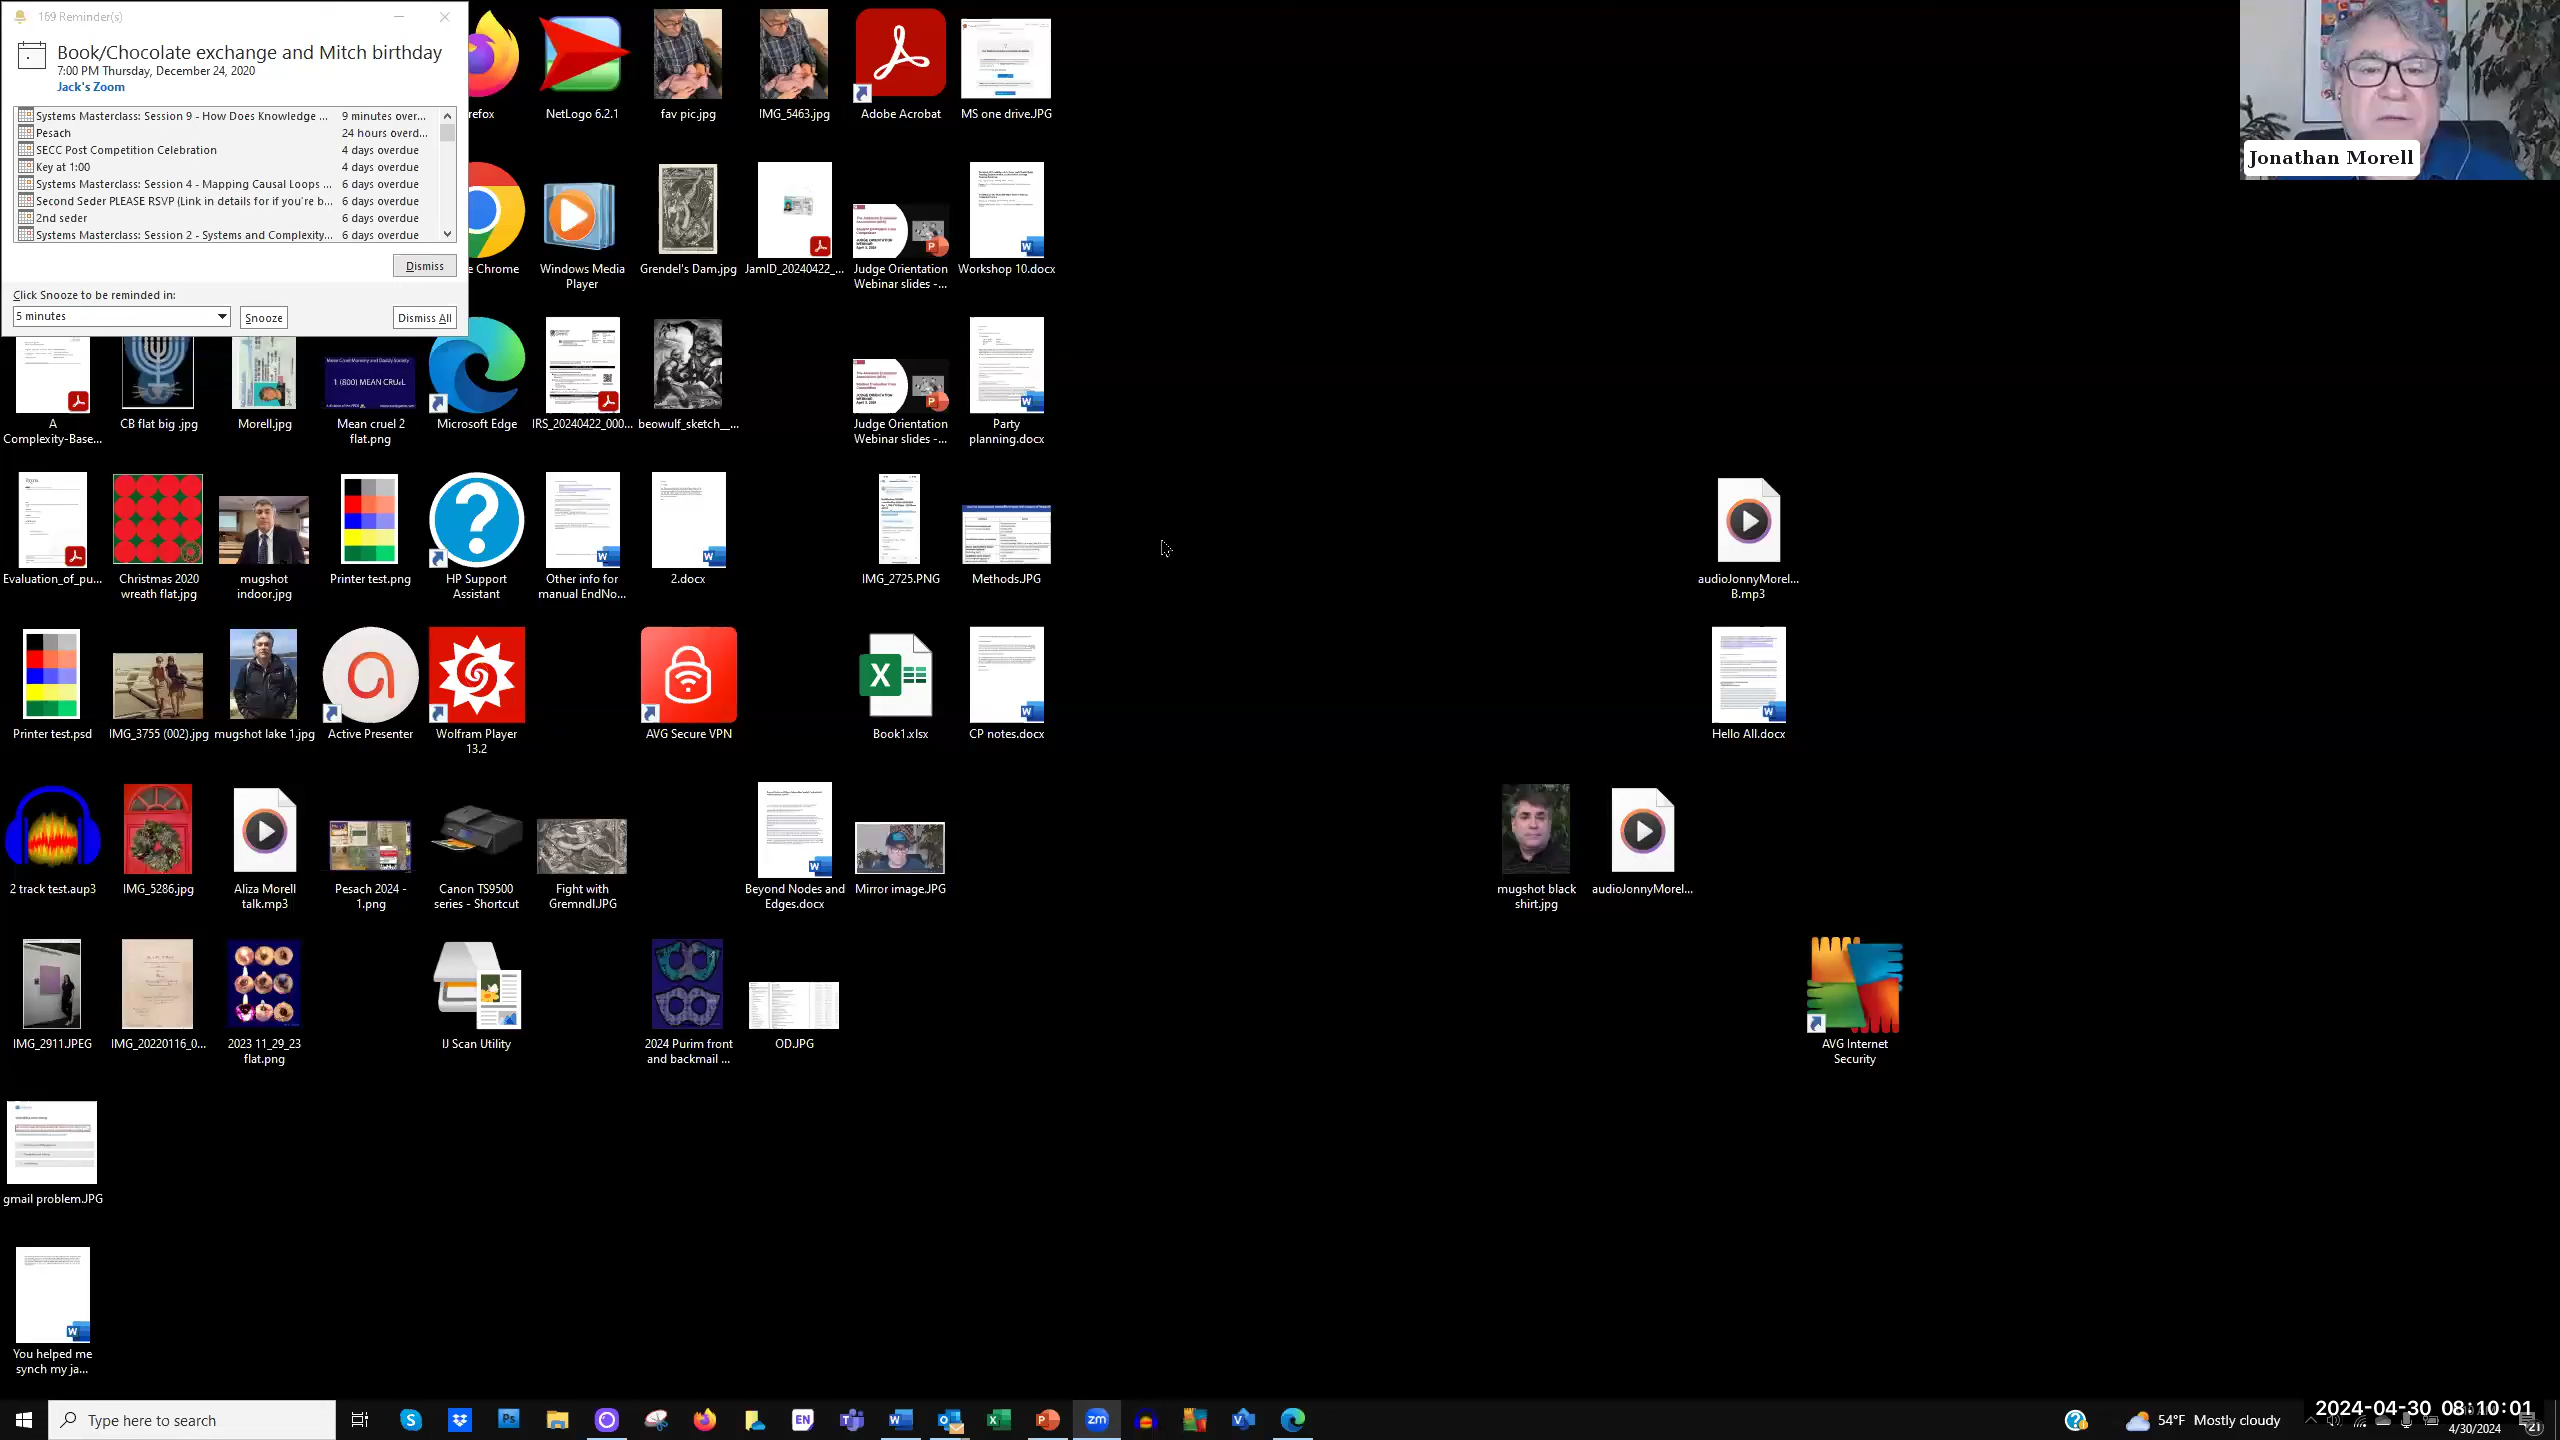 169 Reminder(s)
Book/Chocolate exchange and Mitch birthday
7:00 PM Thursday, December 24, 2020
Jack's Zoom
Systems Masterclass: Session 9 - How Does Knowledge ... 9 minutes over...
Pesach 24 hours overd...
SECC Post Competition Celebration 4 days overdue
Key at 1:00 4 days overdue
Systems Masterclass: Session 4 - Mapping Causal Loops ... 6 days overdue
Second Seder PLEASE RSVP (Link in details for if you're b... 6 days overdue
2nd seder 6 days overdue
Systems Masterclass: Session 2 - Systems and Complexity... 6 days overdue
Dismiss
Click Snooze to be reminded in:
5 minutes
Snooze
Dismiss All
refox
NetLogo 6.2.1
fav pic.jpg
IMG_5463.jpg
Adobe Acrobat
MS one drive.JPG
Jonathan Morell
e Chrome
Windows Media
Player
Grendel's Dam.jpg
JamID_20240422_...
Judge Orientation
Webinar slides -...
Workshop 10.docx
A
Complexity-Base...
CB flat big .jpg
Morell.jpg
1 (800) MEAN CRUEL
Mean cruel 2
flat.png
Microsoft Edge
IRS_20240422_000...
beowulf_sketch__...
Judge Orientation
Webinar slides -...
Party
planning.docx
Evaluation_of_pu...
Christmas 2020
wreath flat.jpg
mugshot
indoor.jpg
Printer test.png
HP Support
Assistant
Other info for
manual EndNo...
2.docx
IMG_2725.PNG
Methods.JPG
audioJonnyMorel...
B.mp3
Printer test.psd
IMG_3755 (002).jpg
mugshot lake 1.jpg
Active Presenter
Wolfram Player
13.2
AVG Secure VPN
Book1.xlsx
CP notes.docx
Hello All.docx
2 track test.aup3
IMG_5286.jpg
Aliza Morell
talk.mp3
Pesach 2024 -
1.png
Canon TS9500
series - Shortcut
Fight with
Gremndl.JPG
Beyond Nodes and
Edges.docx
Mirror image.JPG
mugshot black
shirt.jpg
audioJonnyMorel...
IMG_2911.JPEG
IMG_20220116_0...
2023 11_29_23
flat.png
IJ Scan Utility
2024 Purim front
and backmail ...
OD.JPG
AVG Internet
Security
gmail problem.JPG
You helped me
synch my ja...
Type here to search
54°F Mostly cloudy
2024-04-30 08:10:01
4/30/2024
21